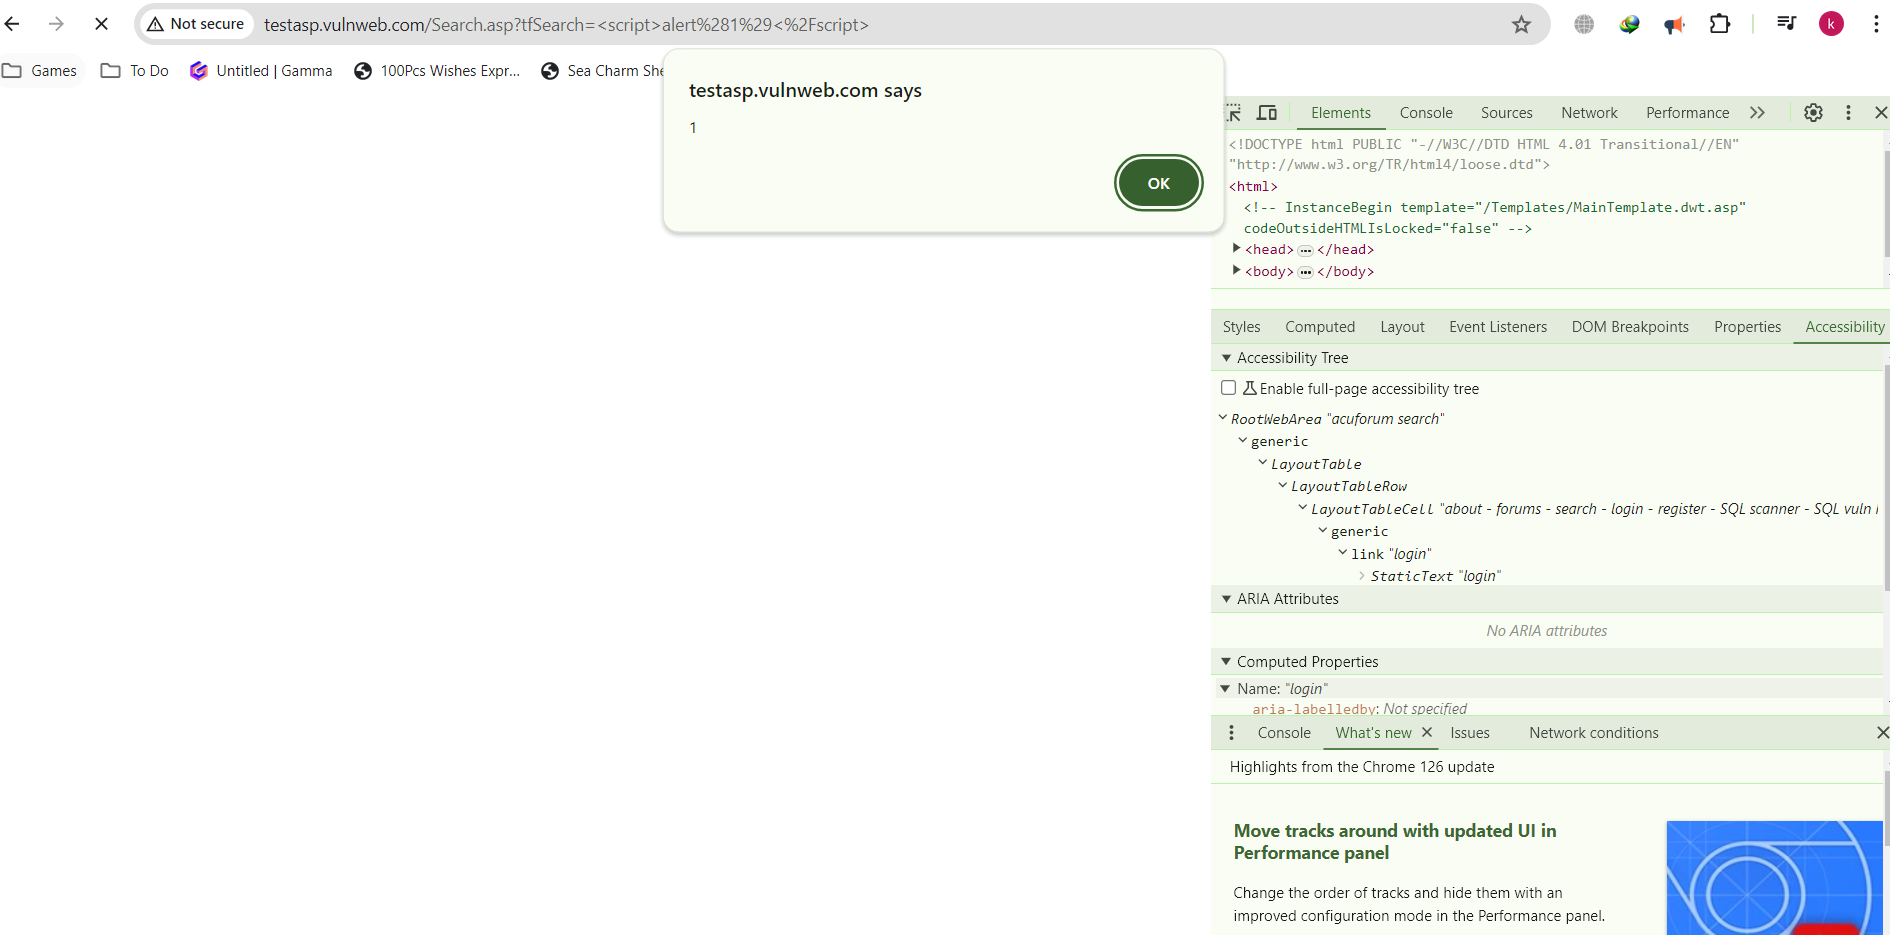 Not secure testasp.vulnweb.com/Search.asp?tfSearch=<script>alert%281%29<%2Fscript> k
Games To Do Untitled | Gamma 100Pcs Wishes Expr... Sea Charm She
testasp.vulnweb.com says
1
OK
Elements Console Sources Network Performance
<!DOCTYPE html PUBLIC "-//W3C//DTD HTML 4.01 Transitional//EN"
"http://www.w3.org/TR/html4/loose.dtd">
<html>
<!-- InstanceBegin template="/Templates/MainTemplate.dwt.asp"
codeOutsideHTMLIsLocked="false" -->
<head> ... </head>
<body> ... </body>
Styles Computed Layout Event Listeners DOM Breakpoints Properties Accessibility
Accessibility Tree
Enable full-page accessibility tree
RootWebArea "acuforum search"
generic
LayoutTable
LayoutTableRow
LayoutTableCell "about - forums - search - login - register - SQL scanner - SQL vuln
generic
link "login"
StaticText "login"
ARIA Attributes
No ARIA attributes
Computed Properties
Name: "login"
aria-labelledby: Not specified
Console What's new Issues Network conditions
Highlights from the Chrome 126 update
Move tracks around with updated UI in
Performance panel
Change the order of tracks and hide them with an
improved configuration mode in the Performance panel.